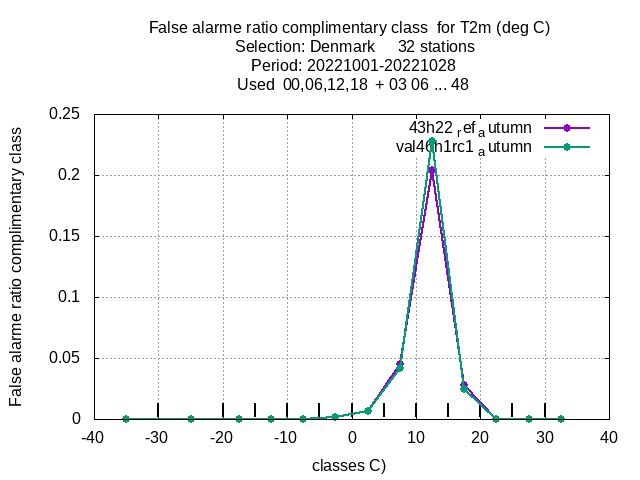 False alarme ratio complimentary class for T2m (deg C)
Selection: Denmark 32 stations
Period: 20221001-20221028
Used 00,06,12,18 + 03 06 ... 48
False alarme ratio complimentary class
0.25
0.2
0.15
0.1
0.05
0
43h22 ref a utumn
val46h1rc1 a utumn
-40 -30 -20 -10 0 10 20 30 40
classes C)